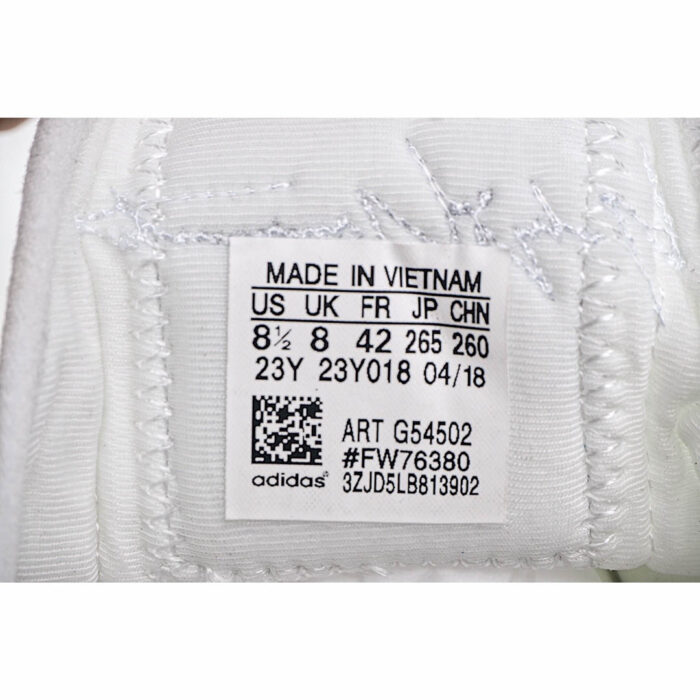 MADE IN VIETNAM
US UK FR JP CHN
8½ 8 42 265 260
23Y 23Y018 04/18
ART G54502
#FW76380
adidas® 3ZJD5LB813902